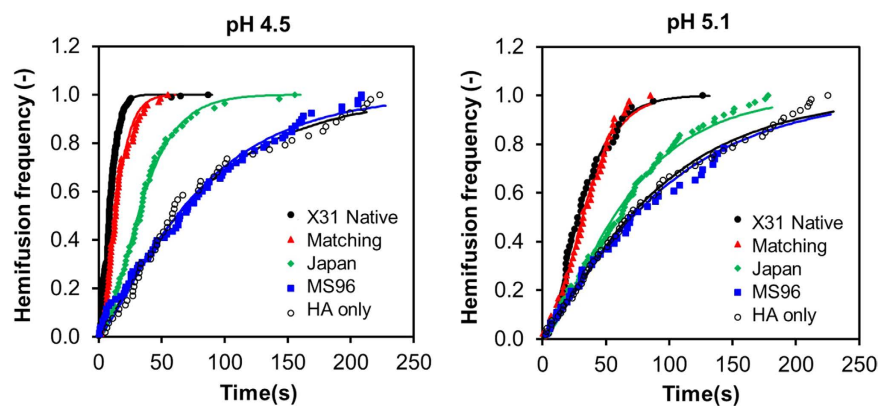 pH 4.5
Hemifusion frequency (-)
1.2
1.0
0.8
0.6
0.4
0.2
0.0
X31 Native
Matching
Japan
MS96
HA only
0 50 100 150 200 250
Time(s)
pH 5.1
Hemifusion frequency (-)
1.2
1.0
0.8
0.6
0.4
0.2
0.0
X31 Native
Matching
Japan
MS96
HA only
0 50 100 150 200 250
Time(s)